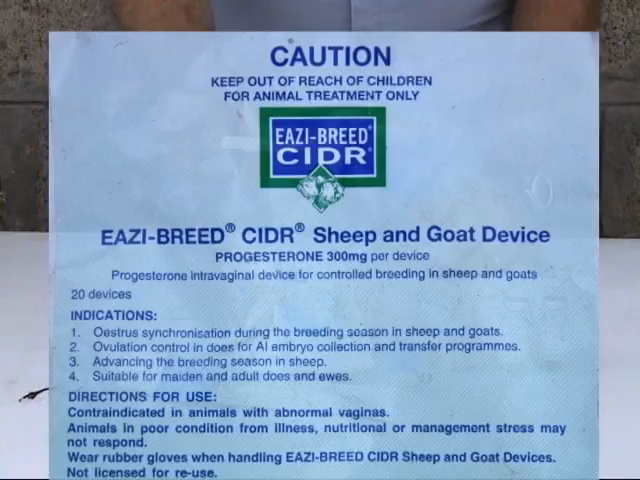 CAUTION
KEEP OUT OF REACH OF CHILDREN
FOR ANIMAL TREATMENT ONLY
EAZI-BREED®
CIDR®
EAZI-BREED® CIDR® Sheep and Goat Device
PROGESTERONE 300mg per device
Progesterone intravaginal device for controlled breeding in sheep and goats
20 devices
INDICATIONS:
1. Oestrus synchronisation during the breeding season in sheep and goats.
2. Ovulation control in does for AI embryo collection and transfer programmes.
3. Advancing the breeding season in sheep.
4. Suitable for maiden and adult does and ewes.
DIRECTIONS FOR USE:
Contraindicated in animals with abnormal vaginas.
Animals in poor condition from illness, nutritional or management stress may
not respond.
Wear rubber gloves when handling EAZI-BREED CIDR Sheep and Goat Devices.
Not licensed for re-use.